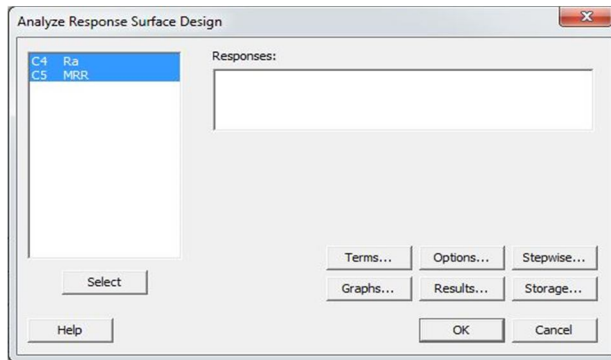 Analyze Response Surface Design
C4 Ra
C5 MRR
Responses:
Terms... Options... Stepwise...
Select
Graphs... Results... Storage...
Help
OK Cancel